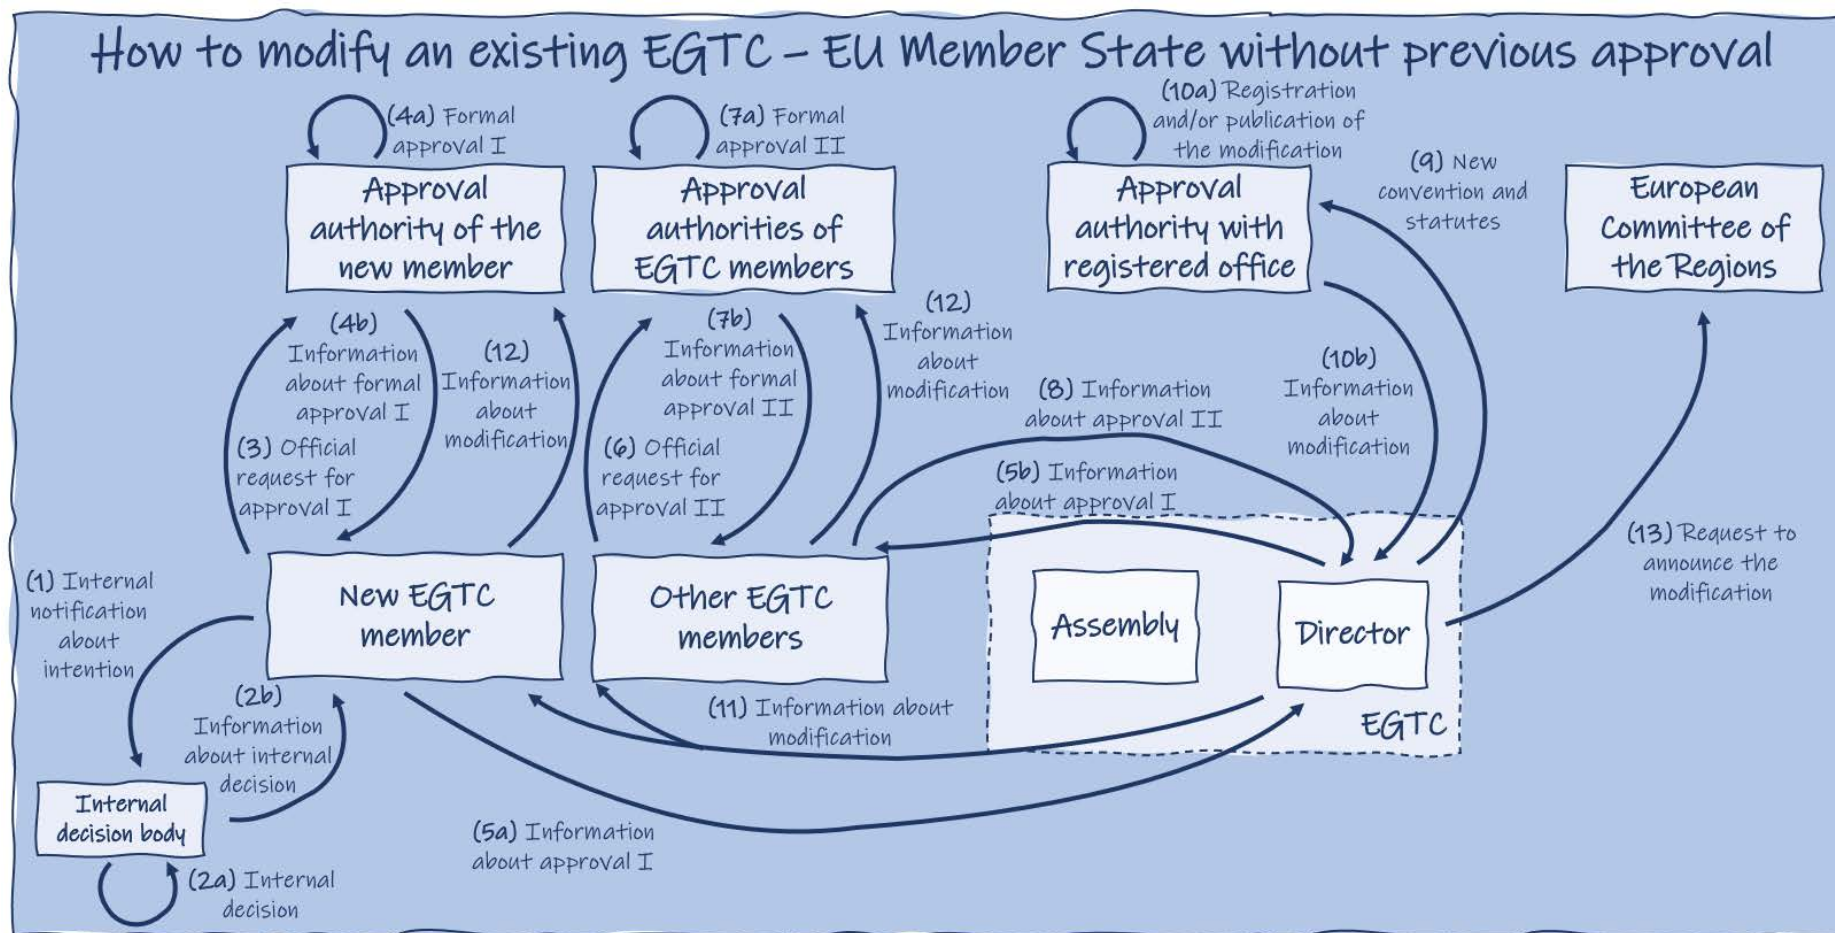 How to modify an existing EGTC – EU Member State without previous approval
(4a) Formal
approval I
(7a) Formal
approval II
(10a) Registration
and/or publication of
the modification
(9) New
convention and
statutes
Approval
authority of the
new member
Approval
authorities of
EGTC members
Approval
authority with
registered office
European
Committee of
the Regions
(4b)
Information
about formal
approval I
(12)
Information
about
modification
(7b)
Information
about formal
approval II
(12)
Information
about
modification
(3) Official
request for
approval I
(6) Official
request for
approval II
(8) Information
about approval II
(10b)
Information
about
modification
(5b) Information
about approval I
(13) Request to
announce the
modification
(1) Internal
notification
about
intention
New EGTC
member
Other EGTC
members
Assembly
Director
EGTC
(2b)
Information
about internal
decision
(11) Information about
modification
Internal
decision body
(5a) Information
about approval I
(2a) Internal
decision